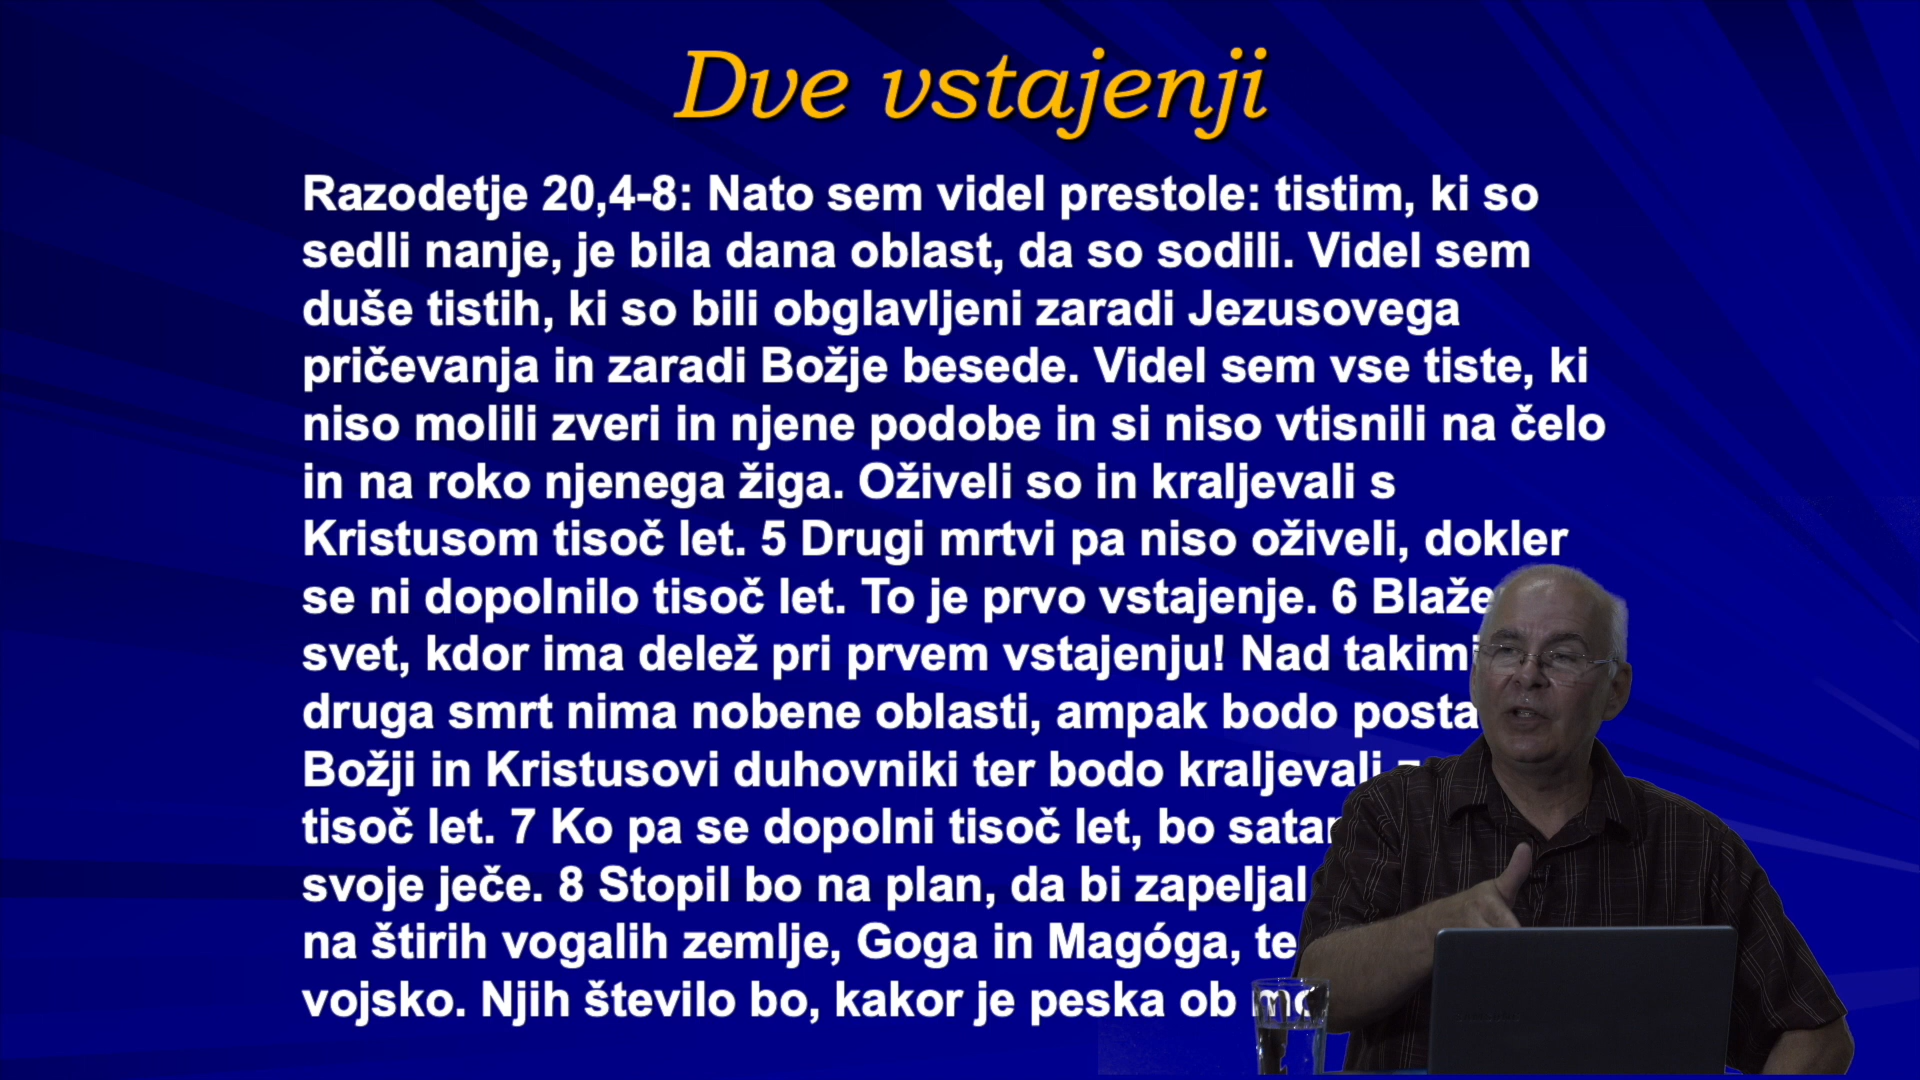 Dve vstajenji
Razodetje 20,4-8: Nato sem videl prestole: tistim, ki so
sedli nanje, je bila dana oblast, da so sodili. Videl sem
duše tistih, ki so bili obglavljeni zaradi Jezusovega
pričevanja in zaradi Božje besede. Videl sem vse tiste, ki
niso molili zveri in njene podobe in si niso vtisnili na čelo
in na roko njenega žiga. Oživeli so in kraljevali s
Kristusom tisoč let. 5 Drugi mrtvi pa niso oživeli, dokler
se ni dopolnilo tisoč let. To je prvo vstajenje. 6
svet, kdor ima delež pri prvem vstajenju! Nad takimi
druga smrt nima nobene oblasti, ampak bodo
Božji in Kristusovi duhovniki ter bodo kraljevali
tisoč let. 7 Ko pa se dopolni tisoč let, bo
svoje ječe. 8 Stopil bo na plan, da bi zapeljal
na štirih vogalih zemlje, Goga in Magóga,
vojsko. Njih število bo, kakor je peska ob